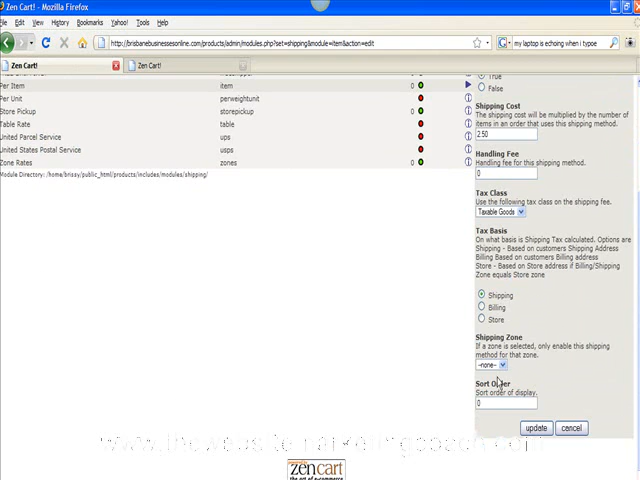 Zen Cart! - Mozilla Firefox
File Edit View History Bookmarks Yahoo! Tools Help
http://brisbanebusinessesonline.com/products/admin/modules.php?set=shipping&module=item&action=edit
my laptop is echoing when i typoe
Zen Cart!
Zen Cart!
Per Item item 0
Per Unit perweightunit
Store Pickup storepickup 0
Table Rate table
United Parcel Service ups
United States Postal Service usps
Zone Rates zones 0
Module Directory: /home/brissy/public_html/products/includes/modules/shipping/
True
False
Shipping Cost
The shipping cost will be multiplied by the number
of items in an order that uses this shipping method.
2.50
Handling Fee
Handling fee for this shipping method.
0
Tax Class
Use the following tax class on the shipping fee.
Taxable Goods
Tax Basis
On what basis is Shipping Tax calculated. Options are
Shipping - Based on customers Shipping Address
Billing Based on customers Billing address
Store - Based on Store address if Billing/Shipping
Zone equals Store zone
Shipping
Billing
Store
Shipping Zone
If a zone is selected, only enable this shipping
method for that zone.
--none--
Sort Order
Sort order of display.
0
update cancel
www.thewebsitemarketingcoach.com
zencart
the art of e-commerce